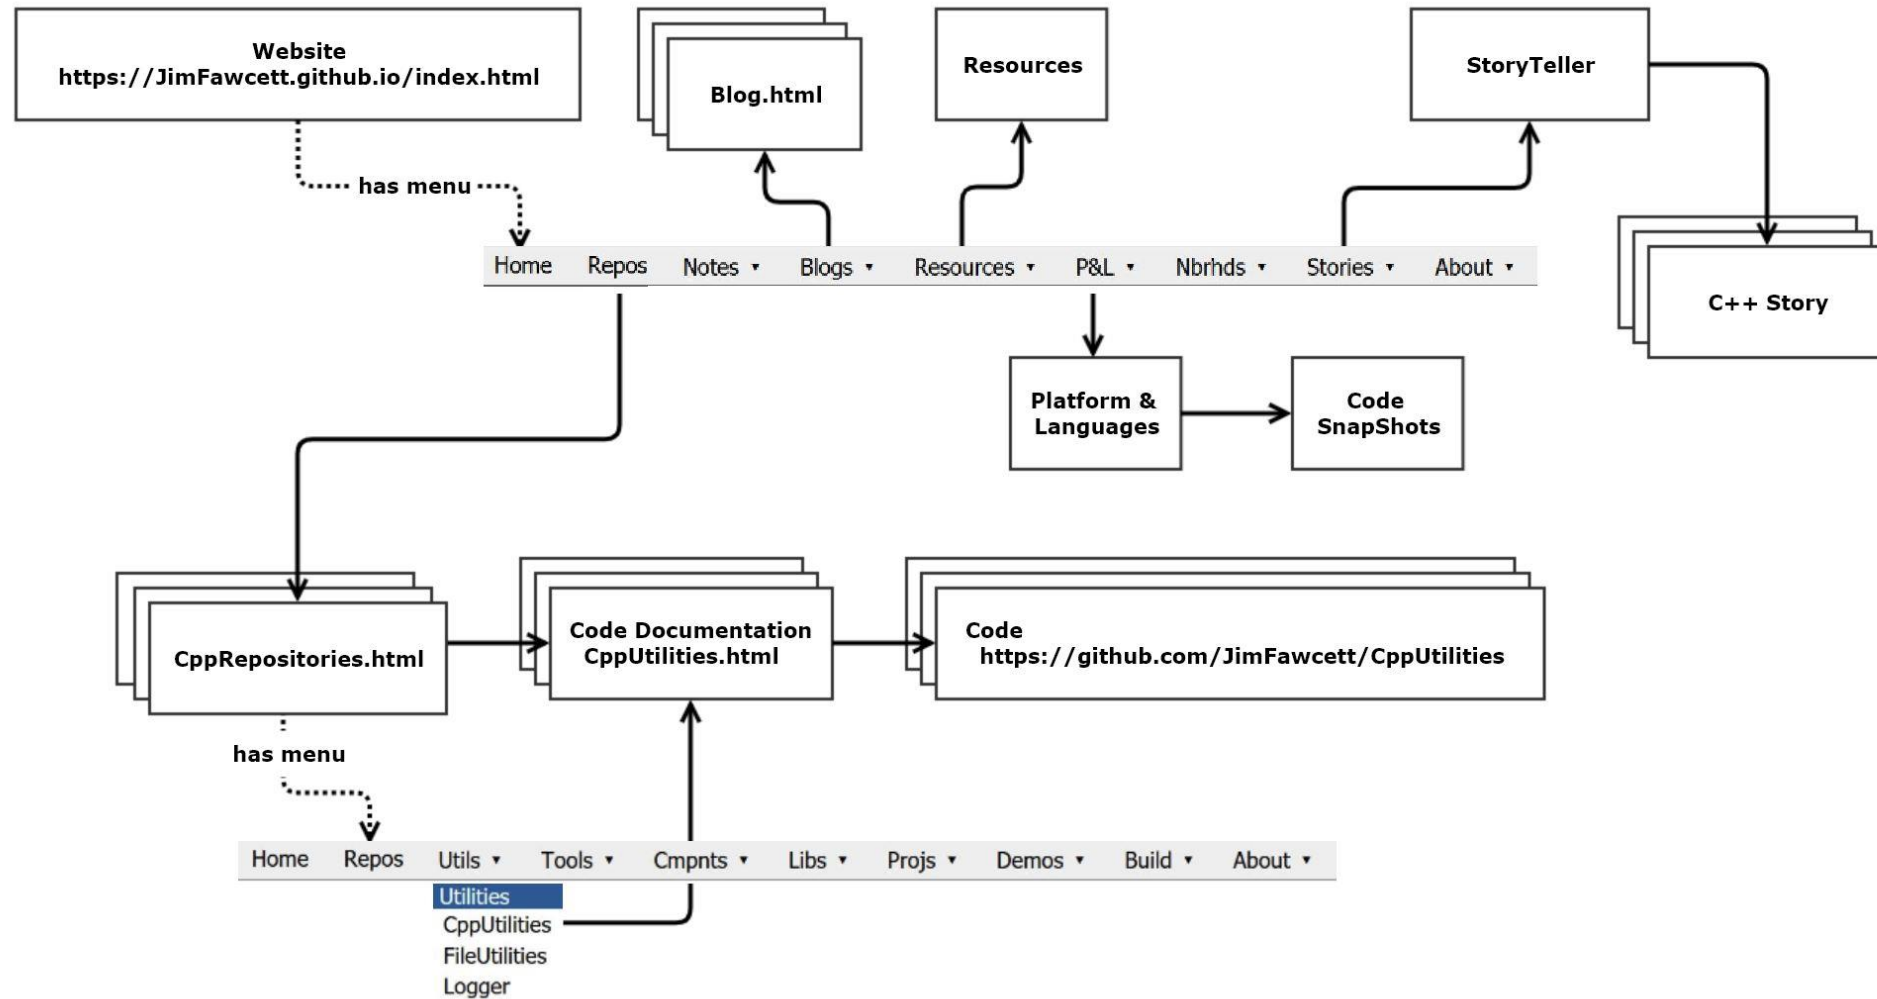 Website
https://JimFawcett.github.io/index.html
Blog.html
Resources
StoryTeller
has menu
Home Repos Notes ▾ Blogs ▾ Resources ▾ P&L ▾ Nbrhds ▾ Stories ▾ About ▾
C++ Story
Platform &
Languages
Code
SnapShots
CppRepositories.html
Code Documentation
CppUtilities.html
Code
https://github.com/JimFawcett/CppUtilities
has menu
Home Repos Utils ▾ Tools ▾ Cmpnts ▾ Libs ▾ Projs ▾ Demos ▾ Build ▾ About ▾
Utilities
CppUtilities
FileUtilities
Logger